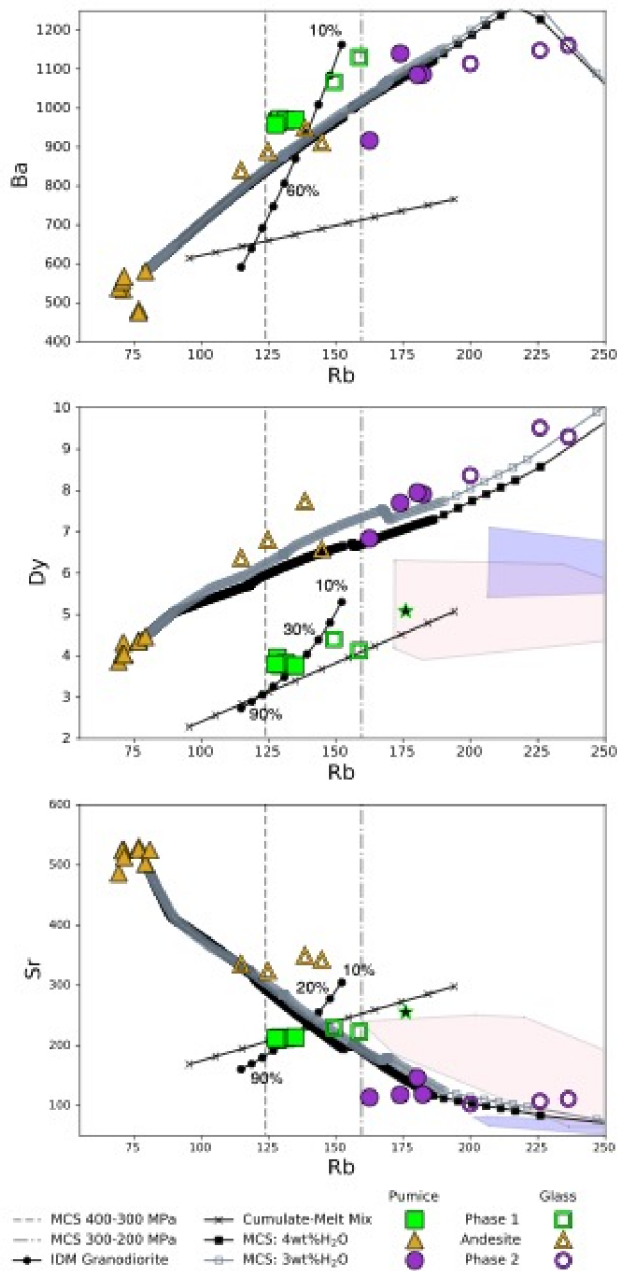 10%
1200
1100
1000
900
Ba
800
60%
700
600
500
400
75 100 125 150 175 200 225 250
Rb
10
9
8
7
Dy
6
10%
5
30%
4
3
90%
2
75 100 125 150 175 200 225 250
Rb
600
500
400
Sr
10%
300
20%
200
90%
100
75 100 125 150 175 200 225 250
Rb
Pumice Glass
MCS 400-300 MPa Cumulate-Melt Mix Phase 1
MCS 300-200 MPa MCS: 4wt%H₂O Andesite
IDM Granodiorite MCS: 3wt%H₂O Phase 2